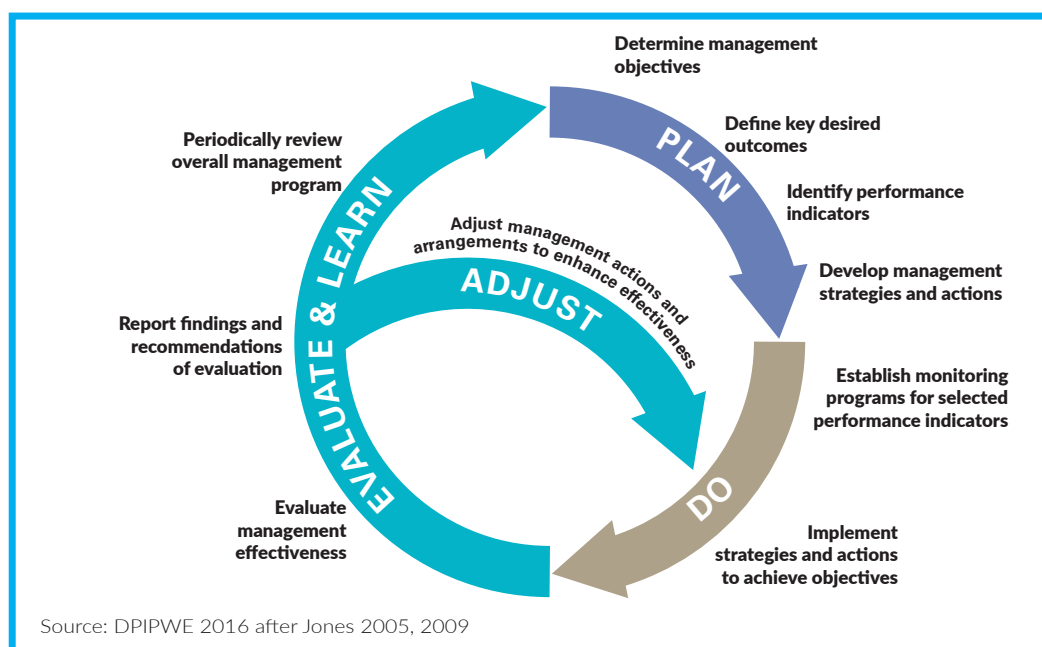 Determine management
objectives
PLAN
Define key desired
outcomes
Identify performance
indicators
Develop management
strategies and actions
Establish monitoring
programs for selected
performance indicators
DO
Implement
strategies and actions
to achieve objectives
Evaluate
management
effectiveness
EVALUATE & LEARN
Report findings and
recommendations
of evaluation
Periodically review
overall management
program
Adjust management actions and
arrangements to enhance effectiveness
ADJUST
Source: DPIPWE 2016 after Jones 2005, 2009